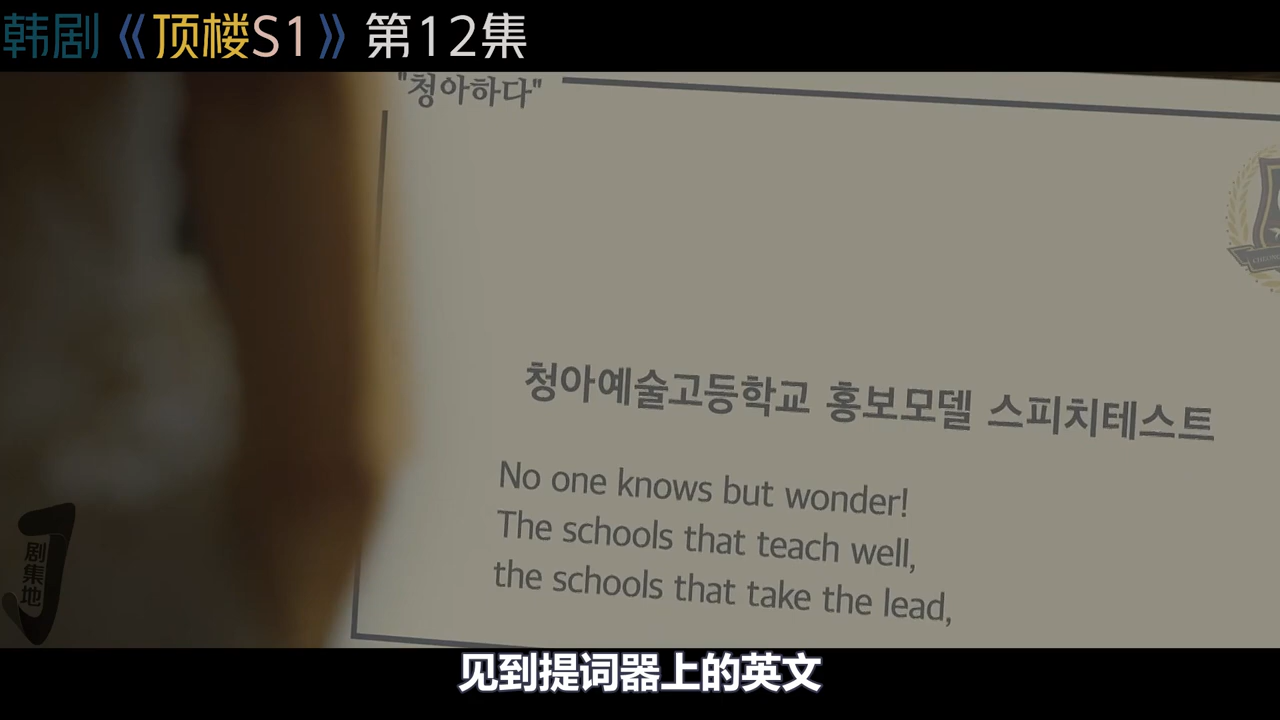 韩剧《顶楼S1》第12集
"청아하다"
청아예술고등학교 홍보모델 스피치테스트
No one knows but wonder!
The schools that teach well,
the schools that take the lead,
剧集地
见到提词器上的英文